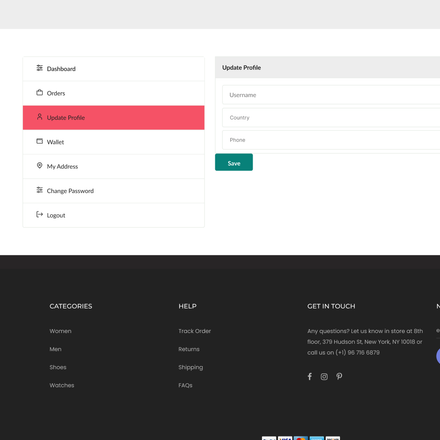 Dashboard
Orders
Update Profile
Wallet
My Address
Change Password
Logout
Update Profile
Username
Country
Phone
Save
CATEGORIES
Women
Men
Shoes
Watches
HELP
Track Order
Returns
Shipping
FAQs
GET IN TOUCH
Any questions? Let us know in store at 8th
floor, 379 Hudson St, New York, NY 10018 or
call us on (+1) 96 716 6879